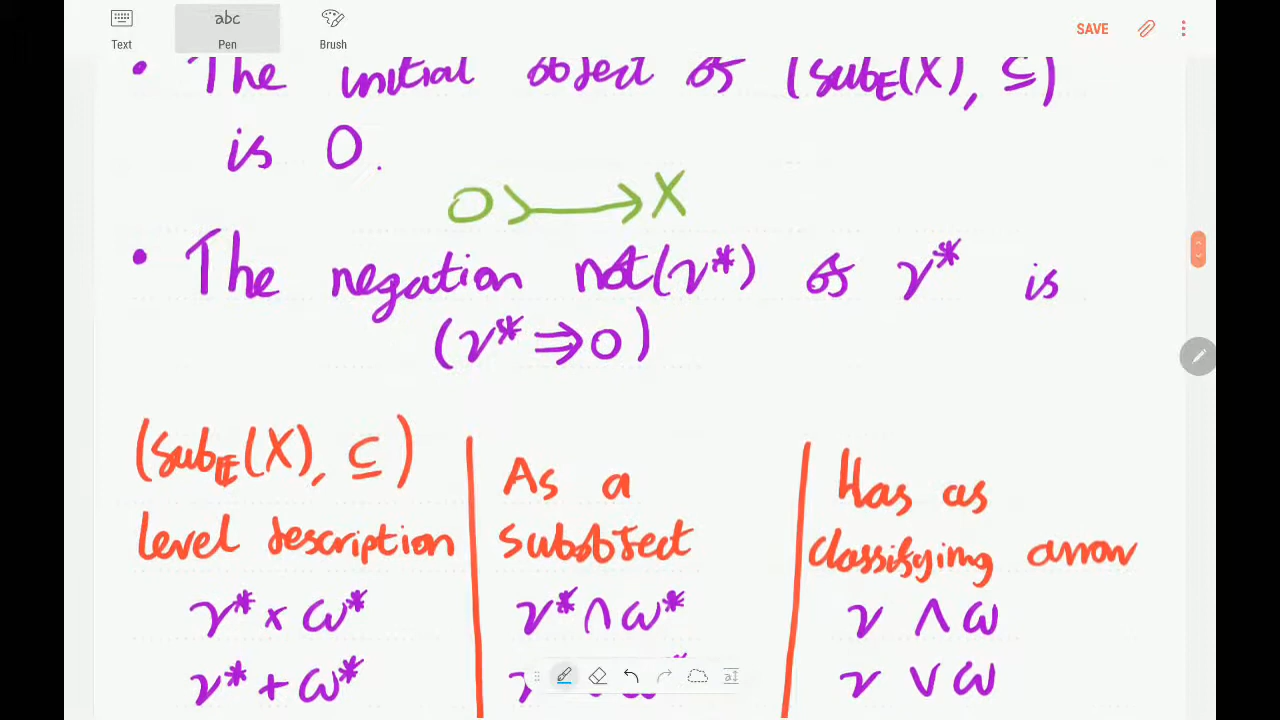 Text
abc
Pen
Brush
SAVE
• The initial object of (Sub_E(X), ⊆)
is 0.
0 ↣ X
• The negation not(v*) of v* is
(v* ⇒ 0)
(Sub_E(X), ⊆)
level description
As a
subobject
Has as
classifying arrow
v* × ω*
v* ∩ ω*
v ∧ ω
v* + ω*
v ∨ ω